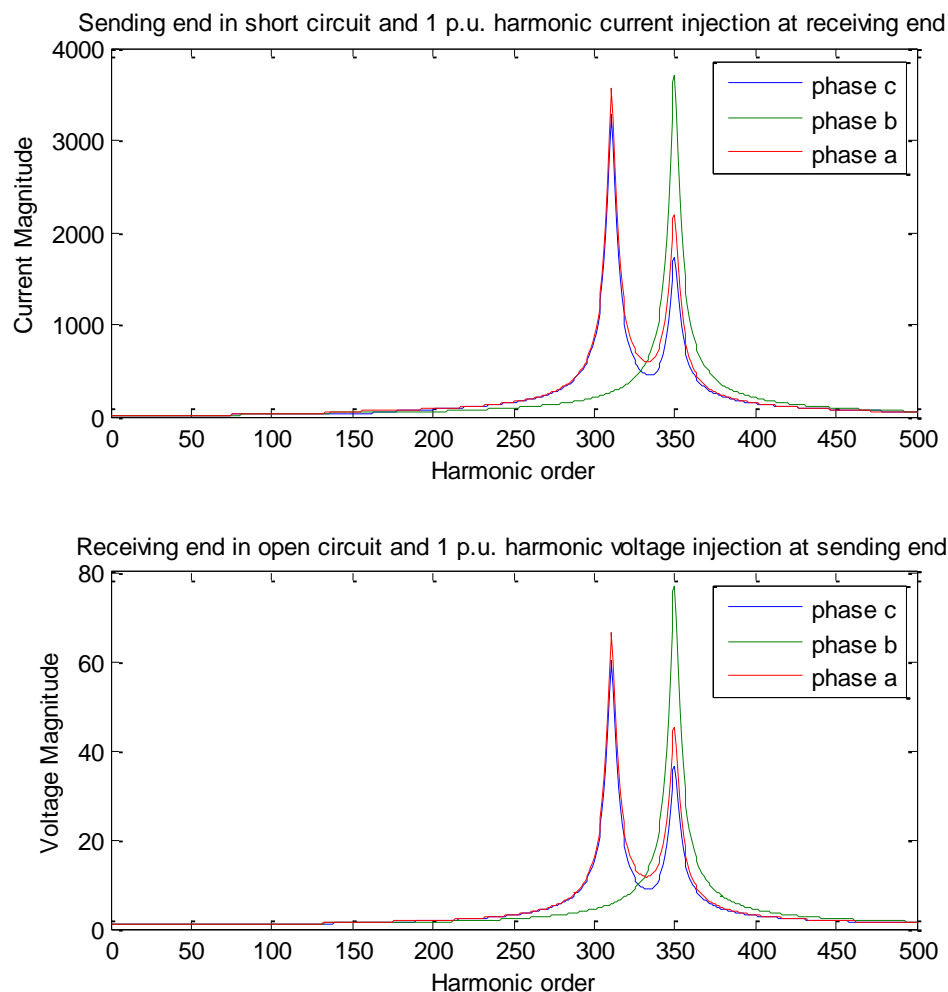 Sending end in short circuit and 1 p.u. harmonic current injection at receiving end
4000
3000
2000
1000
0
Current Magnitude
phase c
phase b
phase a
0 50 100 150 200 250 300 350 400 450 500
Harmonic order
Receiving end in open circuit and 1 p.u. harmonic voltage injection at sending end
80
60
40
20
0
Voltage Magnitude
phase c
phase b
phase a
0 50 100 150 200 250 300 350 400 450 500
Harmonic order